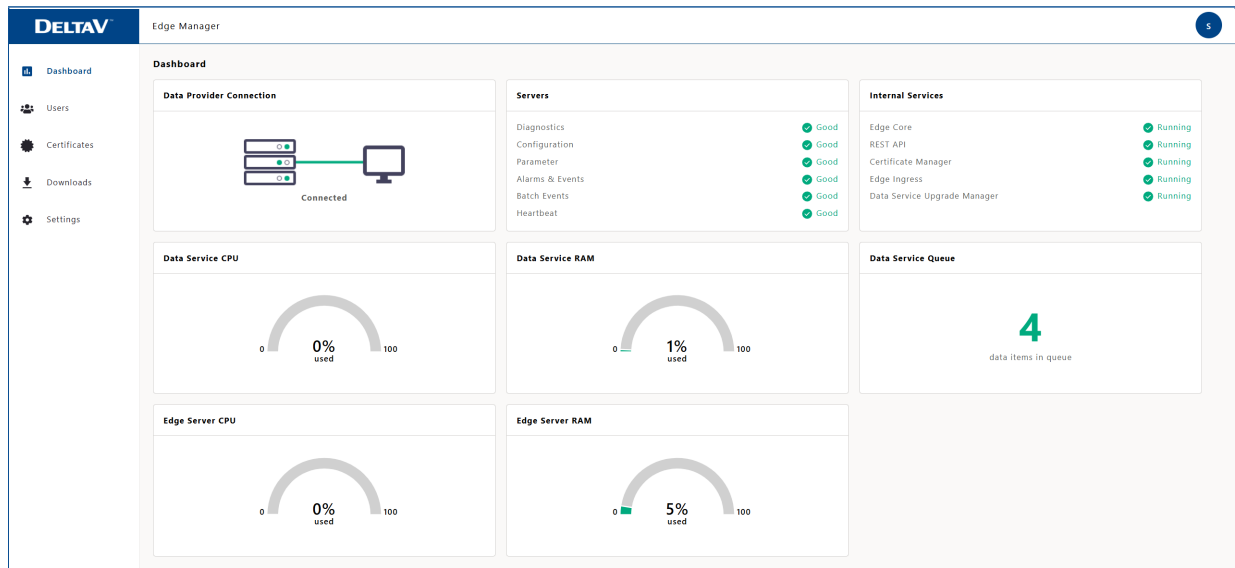 DELTAV™
Edge Manager
S
Dashboard
Users
Certificates
Downloads
Settings
Dashboard
Data Provider Connection
Connected
Servers
Diagnostics Good
Configuration Good
Parameter Good
Alarms & Events Good
Batch Events Good
Heartbeat Good
Internal Services
Edge Core Running
REST API Running
Certificate Manager Running
Edge Ingress Running
Data Service Upgrade Manager Running
Data Service CPU
0 0% 100
used
Data Service RAM
0 1% 100
used
Data Service Queue
4
data items in queue
Edge Server CPU
0 0% 100
used
Edge Server RAM
0 5% 100
used